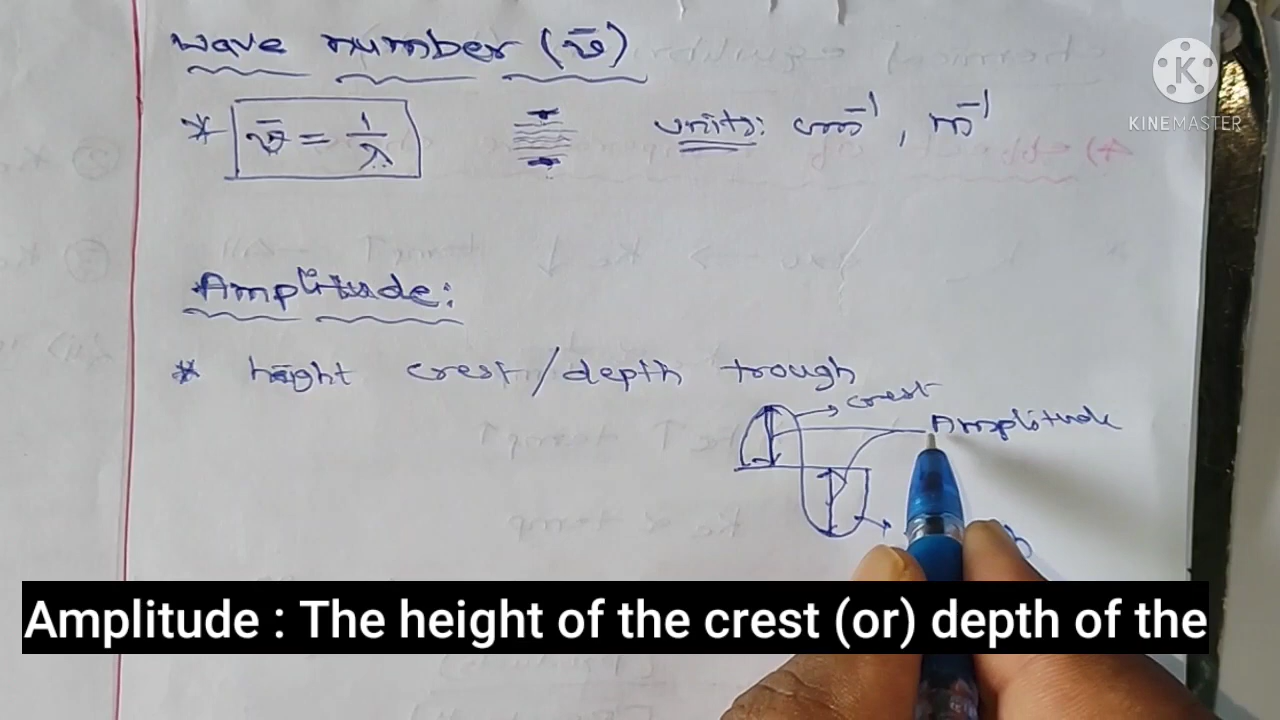 wave number (ν̄)
KINEMASTER
* ν̄ = 1/λ units: cm⁻¹, m⁻¹
Amplitude:
* height crest/depth trough
crest
Amplitude
Amplitude : The height of the crest (or) depth of the